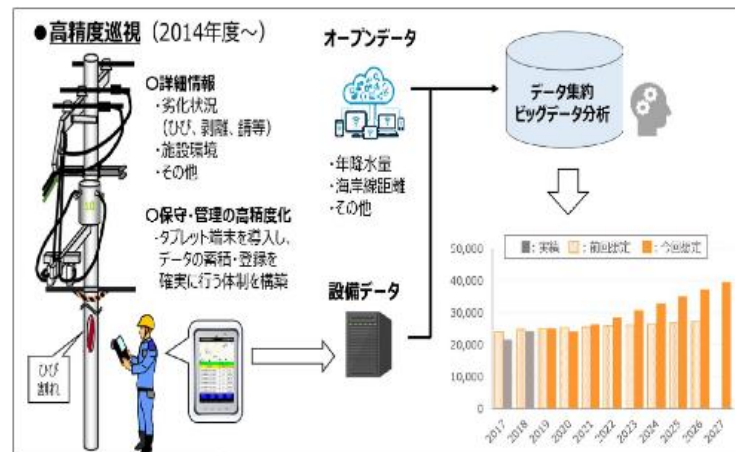 ●高精度巡視（2014年度～）
○詳細情報
・劣化状況
（ひび、剥離、錆等）
・施設環境
・その他
○保守・管理の高精度化
・タブレット端末を導入し、
データの蓄積・登録を
確実に行う体制を構築
ひび
割れ
オープンデータ
・年降水量
・海岸線距離
・その他
設備データ
データ集約
ビッグデータ分析
：実績 ：前回想定 ：今回想定
50,000
40,000
30,000
20,000
10,000
0
2017 2018 2019 2020 2021 2022 2023 2024 2025 2026 2027